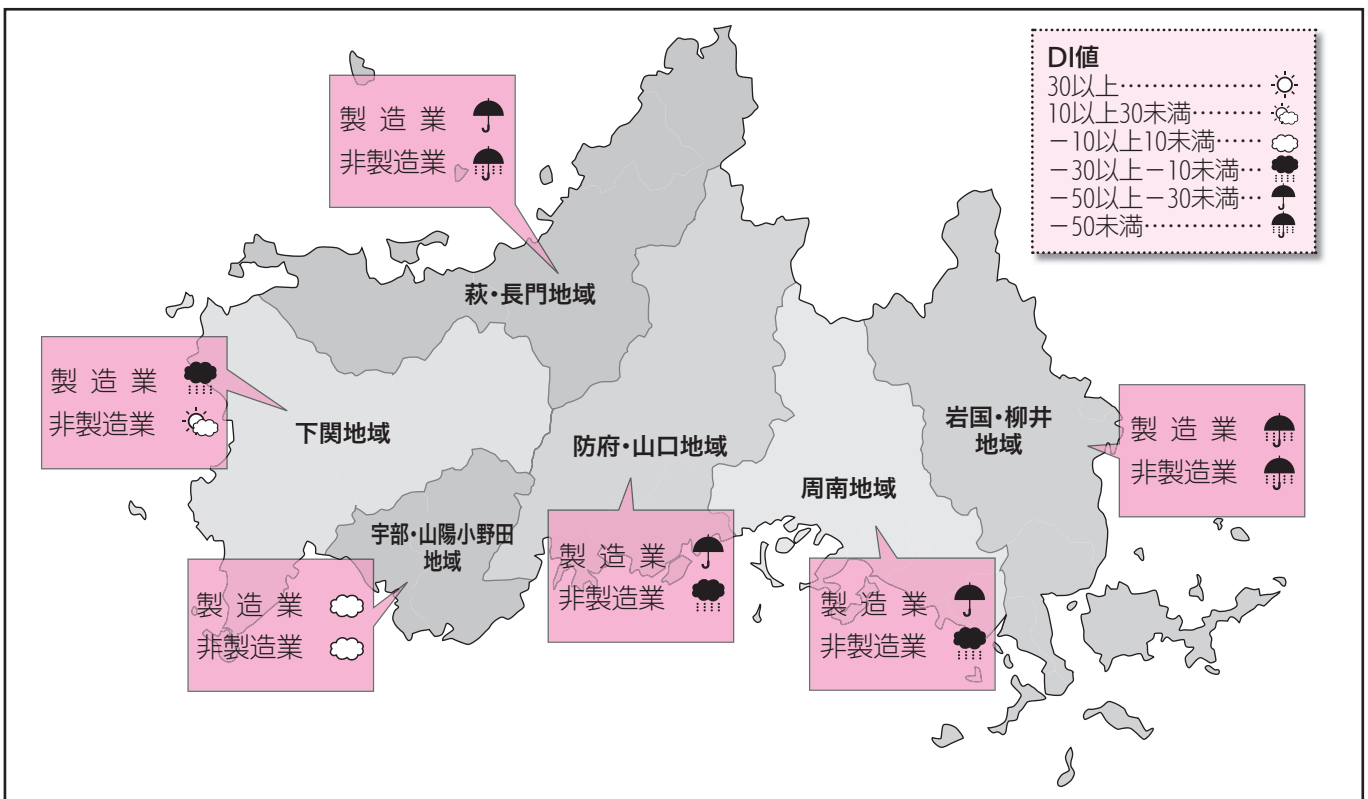 DI値
30以上………………
10以上30未満………
－10以上10未満……
－30以上－10未満…
－50以上－30未満…
－50未満……………
製造業
非製造業
萩・長門地域
製造業
非製造業
下関地域
防府・山口地域
岩国・柳井
地域
製造業
非製造業
周南地域
宇部・山陽小野田
地域
製造業
非製造業
製造業
非製造業
製造業
非製造業